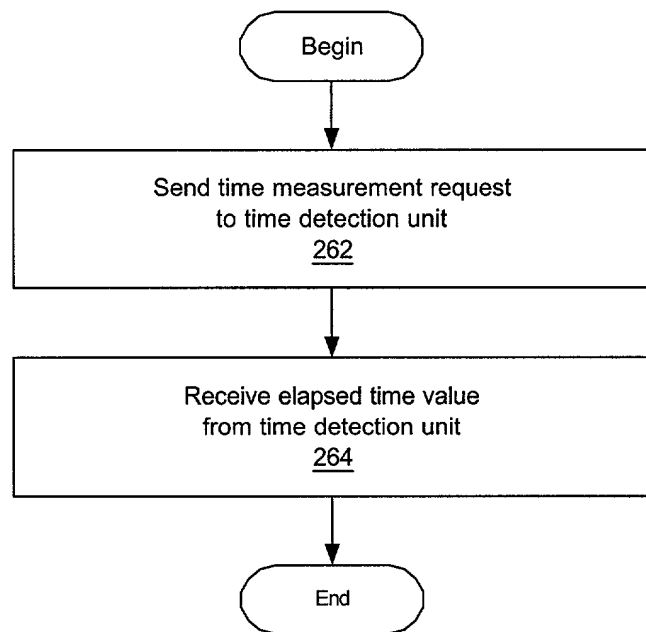 Begin
Send time measurement request
to time detection unit
262
Receive elapsed time value
from time detection unit
264
End